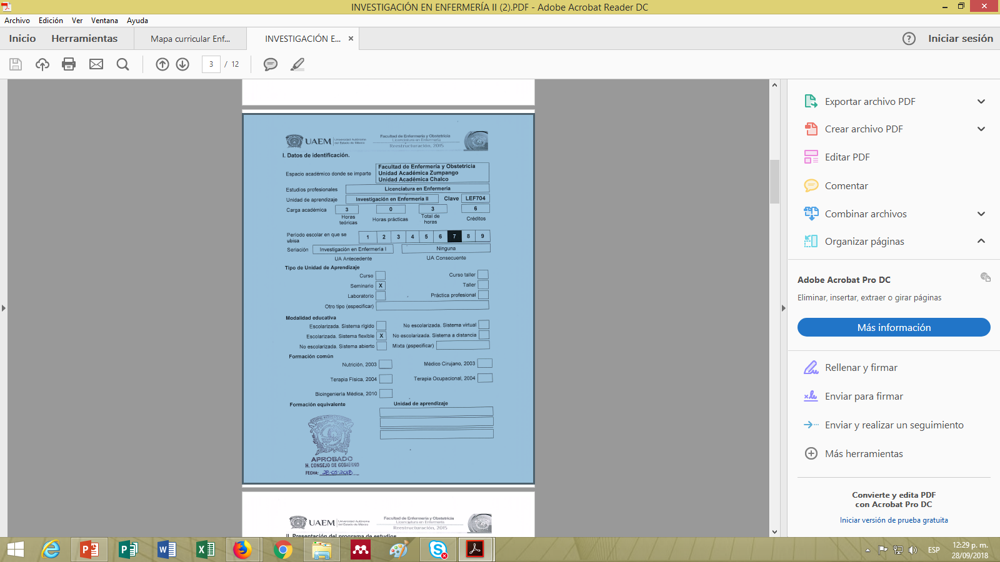 INVESTIGACIÓN EN ENFERMERÍA II (2).PDF - Adobe Acrobat Reader DC
Archivo Edición Ver Ventana Ayuda
Inicio Herramientas Mapa curricular Enf... INVESTIGACIÓN E... × Iniciar sesión
3 / 12
UAEM Universidad Autónoma del Estado de México
Facultad de Enfermería y Obstetricia
Licenciatura en Enfermería
Reestructuración, 2015
I. Datos de identificación.
Espacio académico donde se imparte
Facultad de Enfermería y Obstetricia
Unidad Académica Zumpango
Unidad Académica Chalco
Estudios profesionales Licenciatura en Enfermería
Unidad de aprendizaje Investigación en Enfermería II Clave LEF704
Carga académica 3 0 3 6
Horas teóricas Horas prácticas Total de horas Créditos
Período escolar en que se ubica 1 2 3 4 5 6 7 8 9
Seriación Investigación en Enfermería I Ninguna
UA Antecedente UA Consecuente
Tipo de Unidad de Aprendizaje
Curso Curso taller
Seminario X Taller
Laboratorio Práctica profesional
Otro tipo (especificar)
Modalidad educativa
Escolarizada. Sistema rígido No escolarizada. Sistema virtual
Escolarizada. Sistema flexible X No escolarizada. Sistema a distancia
No escolarizada. Sistema abierto Mixta (especificar)
Formación común
Nutrición, 2003 Médico Cirujano, 2003
Terapia Física, 2004 Terapia Ocupacional, 2004
Bioingeniería Médica, 2010
Formación equivalente Unidad de aprendizaje
APROBADO
H. CONSEJO DE GOBIERNO
FECHA: 28-05-2018
UAEM Universidad Autónoma del Estado de México
Facultad de Enfermería y Obstetricia
Licenciatura en Enfermería
Reestructuración, 2015
II. Presentación del programa de estudios
Exportar archivo PDF
Crear archivo PDF
Editar PDF
Comentar
Combinar archivos
Organizar páginas
Adobe Acrobat Pro DC
Eliminar, insertar, extraer o girar páginas
Más información
Rellenar y firmar
Enviar para firmar
Enviar y realizar un seguimiento
Más herramientas
Convierte y edita PDF
con Acrobat Pro DC
Iniciar versión de prueba gratuita
ESP
12:29 p. m.
28/09/2018